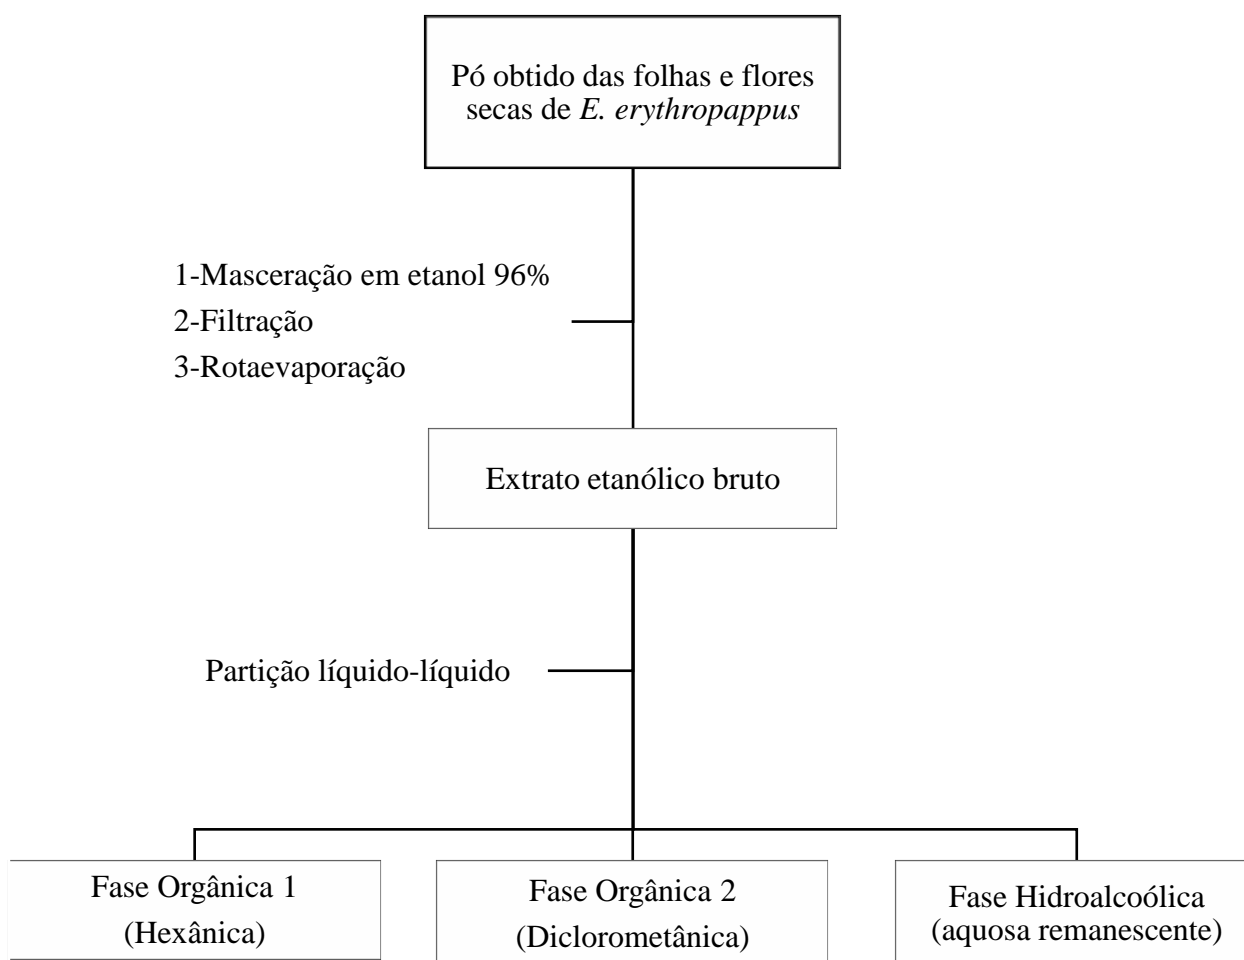 Pó obtido das folhas e flores
secas de E. erythropappus
1-Masceração em etanol 96%
2-Filtração
3-Rotaevaporação
Extrato etanólico bruto
Partição líquido-líquido
Fase Orgânica 1
(Hexânica)
Fase Orgânica 2
(Diclorometânica)
Fase Hidroalcoólica
(aquosa remanescente)